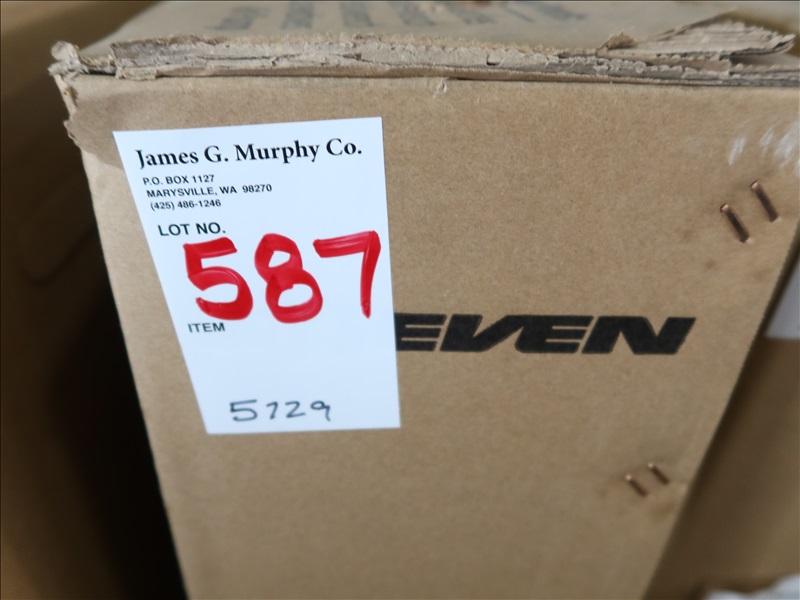 James G. Murphy Co.
P.O. BOX 1127
MARYSVILLE, WA 98270
(425) 486-1246
LOT NO.
587
ITEM
EVEN
5729